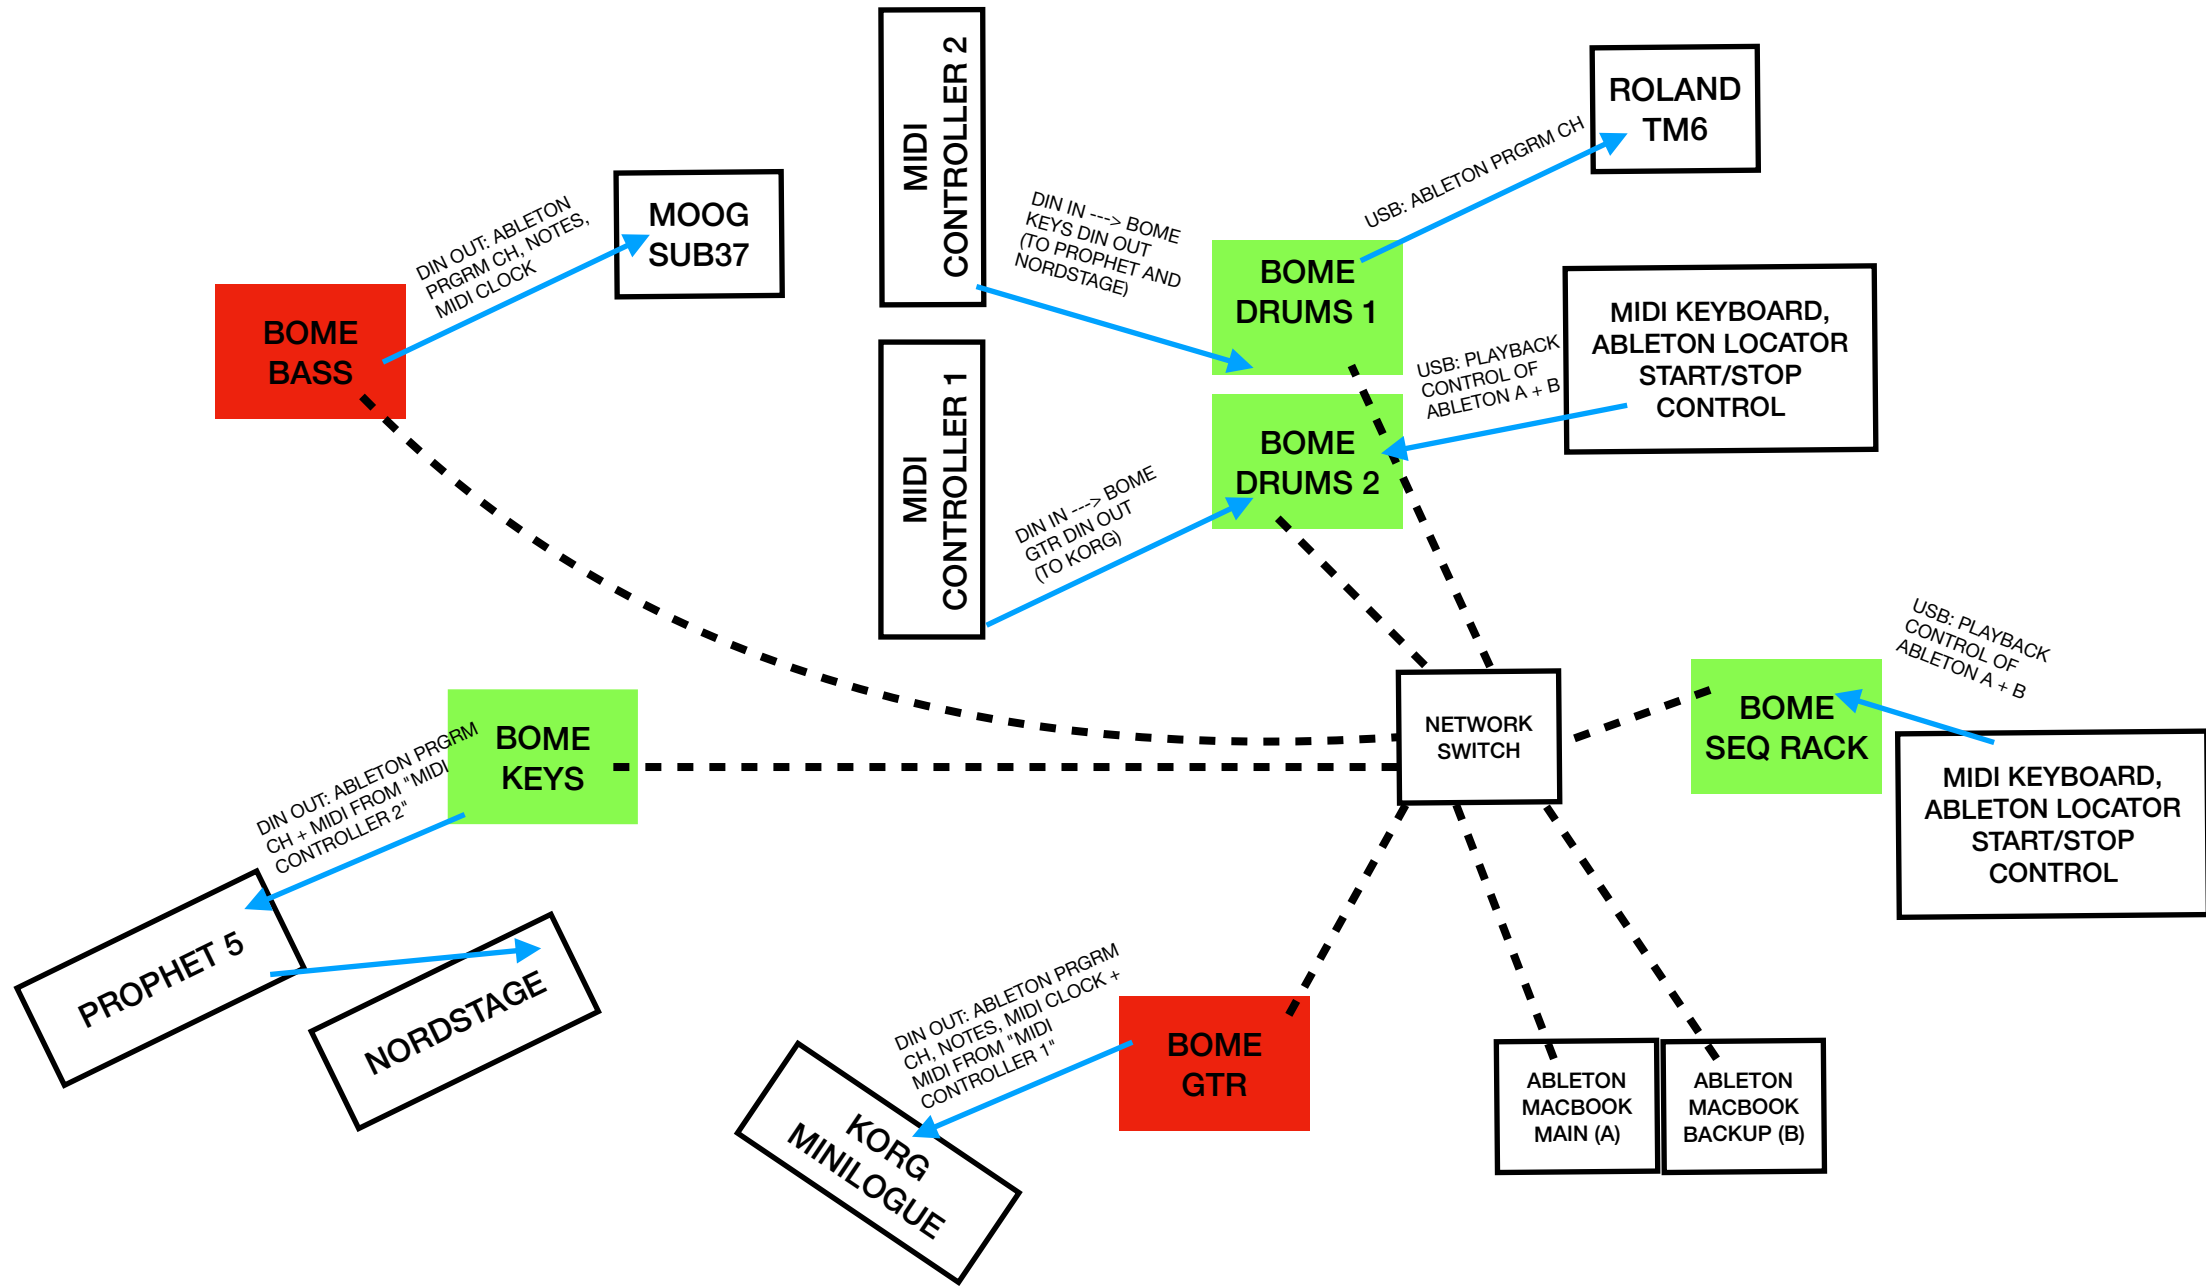 MIDI
CONTROLLER 2
ROLAND
TM6
USB: ABLETON PRGRM CH
DIN OUT: ABLETON
PRGRM CH, NOTES,
MIDI CLOCK
MOOG
SUB37
DIN IN ---> BOME
KEYS DIN OUT
(TO PROPHET AND
NORDSTAGE)
BOME
DRUMS 1
BOME
BASS
MIDI KEYBOARD,
ABLETON LOCATOR
START/STOP
CONTROL
USB: PLAYBACK
CONTROL OF
ABLETON A + B
MIDI
CONTROLLER 1
BOME
DRUMS 2
DIN IN ---> BOME
GTR DIN OUT
(TO KORG)
USB: PLAYBACK
CONTROL OF
ABLETON A + B
BOME
KEYS
NETWORK
SWITCH
BOME
SEQ RACK
MIDI KEYBOARD,
ABLETON LOCATOR
START/STOP
CONTROL
DIN OUT: ABLETON PRGRM
CH + MIDI FROM "MIDI
CONTROLLER 2"
PROPHET 5
NORDSTAGE
DIN OUT: ABLETON PRGRM
CH, NOTES, MIDI CLOCK +
MIDI FROM "MIDI
CONTROLLER 1"
BOME
GTR
KORG
MINILOGUE
ABLETON
MACBOOK
MAIN (A)
ABLETON
MACBOOK
BACKUP (B)